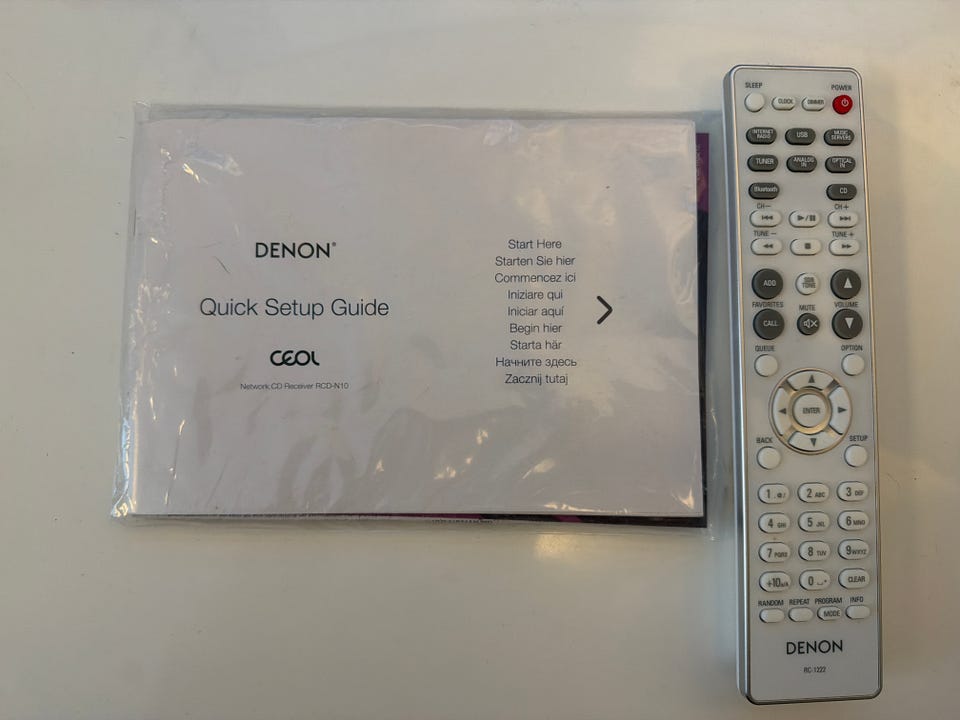 DENON®
Quick Setup Guide
CEOL
Network CD Receiver RCD-N10
Start Here
Starten Sie hier
Commencez ici
Iniziare qui
Iniciar aquí
Begin hier
Starta här
Начните здесь
Zacznij tutaj
SLEEP POWER
CLOCK DIMMER
INTERNET RADIO USB MUSIC SERVERS
TUNER ANALOG IN OPTICAL IN
Bluetooth CD
CH − CH +
TUNE − TUNE +
ADD SDB TONE
FAVORITES MUTE VOLUME
CALL
QUEUE OPTION
ENTER
BACK SETUP
1 . @ / 2 ABC 3 DEF
4 GHI 5 JKL 6 MNO
7 PQRS 8 TUV 9 WXYZ
+10 a/A 0 CLEAR
RANDOM REPEAT PROGRAM INFO
MODE
DENON
RC-1222